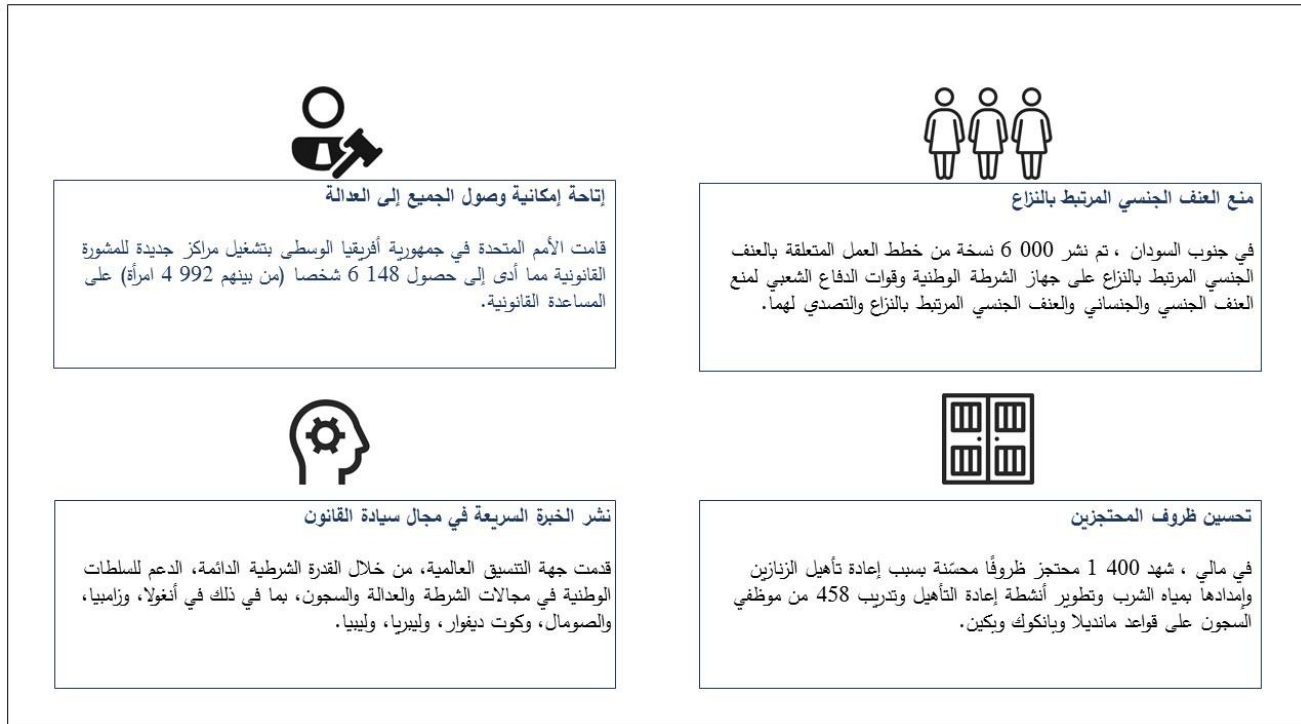 منع العنف الجنسي المرتبط بالنزاع
في جنوب السودان ، تم نشر 000 6 نسخة من خطط العمل المتعلقة بالعنف
الجنسي المرتبط بالنزاع على جهاز الشرطة الوطنية وقوات الدفاع الشعبي لمنع
العنف الجنسي والجنساني والعنف الجنسي المرتبط بالنزاع والتصدي لهما.
إتاحة إمكانية وصول الجميع إلى العدالة
قامت الأمم المتحدة في جمهورية أفريقيا الوسطى بتشغيل مراكز جديدة للمشورة
القانونية مما أدى إلى حصول 148 6 شخصا (من بينهم 992 4 امرأة) على
المساعدة القانونية.
تحسين ظروف المحتجزين
في مالي ، شهد 400 1 محتجز ظروفًا محسّنة بسبب إعادة تأهيل الزنازين
وإمدادها بمياه الشرب وتطوير أنشطة إعادة التأهيل وتدريب 458 من موظفي
السجون على قواعد مانديلا وبانكوك وبكين.
نشر الخبرة السريعة في مجال سيادة القانون
قدمت جهة التنسيق العالمية، من خلال القدرة الشرطية الدائمة، الدعم للسلطات
الوطنية في مجالات الشرطة والعدالة والسجون، بما في ذلك في أنغولا، وزامبيا،
والصومال، وكوت ديفوار، وليبريا، وليبيا.